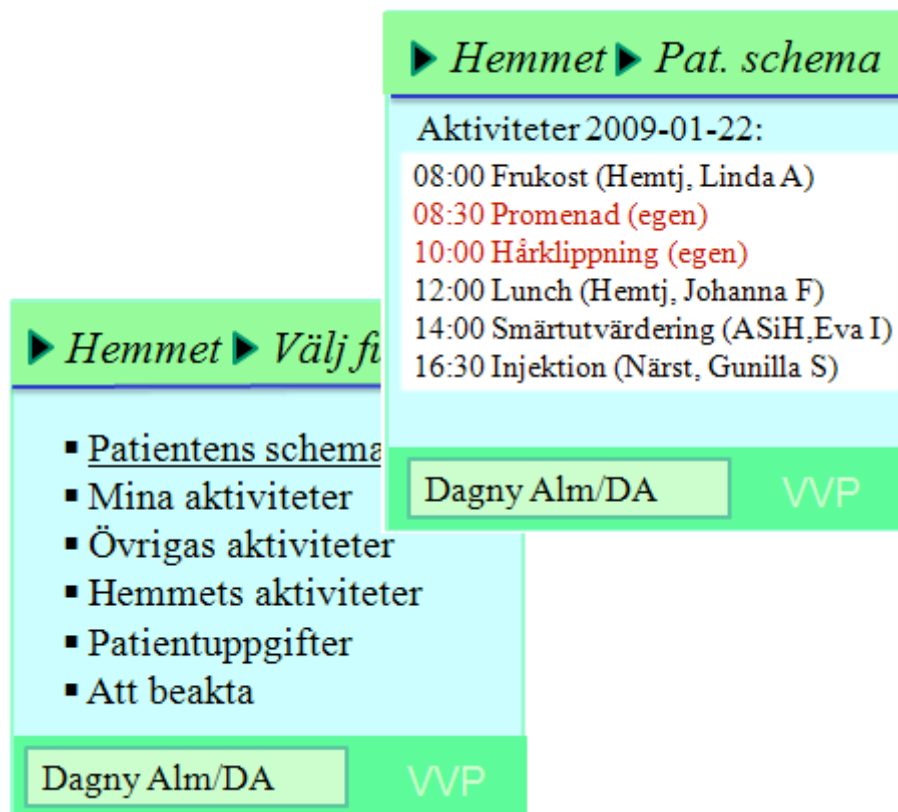 Hemmet Pat. schema
Aktiviteter 2009-01-22:
08:00 Frukost (Hemtj, Linda A)
08:30 Promenad (egen)
10:00 Hårklippning (egen)
12:00 Lunch (Hemtj, Johanna F)
14:00 Smärtutvärdering (ASiH,Eva I)
16:30 Injektion (Närst, Gunilla S)
Dagny Alm/DA VVP
Hemmet Välj
Patientens schema
Mina aktiviteter
Övrigas aktiviteter
Hemmets aktiviteter
Patientuppgifter
Att beakta
Dagny Alm/DA VVP